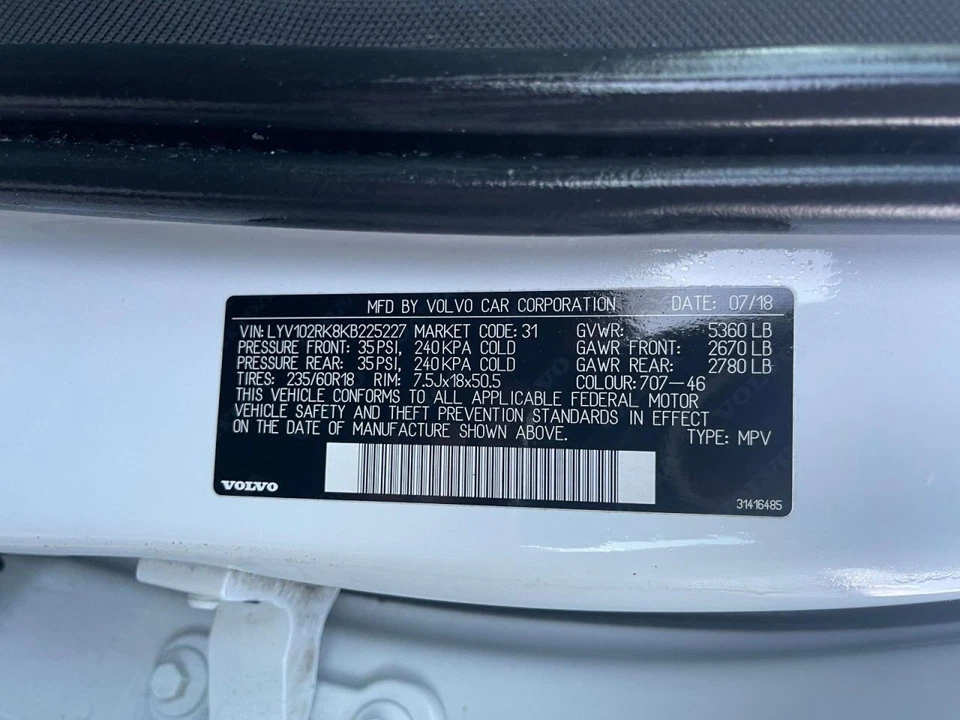 MFD BY VOLVO CAR CORPORATION DATE: 07/18
VIN: LYV102RK8KB225227 MARKET CODE: 31 GVWR: 5360 LB
PRESSURE FRONT: 35 PSI, 240 KPA COLD GAWR FRONT: 2670 LB
PRESSURE REAR: 35 PSI, 240 KPA COLD GAWR REAR: 2780 LB
TIRES: 235/60R18 RIM: 7.5Jx18x50.5 COLOUR: 707-46
THIS VEHICLE CONFORMS TO ALL APPLICABLE FEDERAL MOTOR
VEHICLE SAFETY AND THEFT PREVENTION STANDARDS IN EFFECT
ON THE DATE OF MANUFACTURE SHOWN ABOVE. TYPE: MPV
VOLVO 31416485